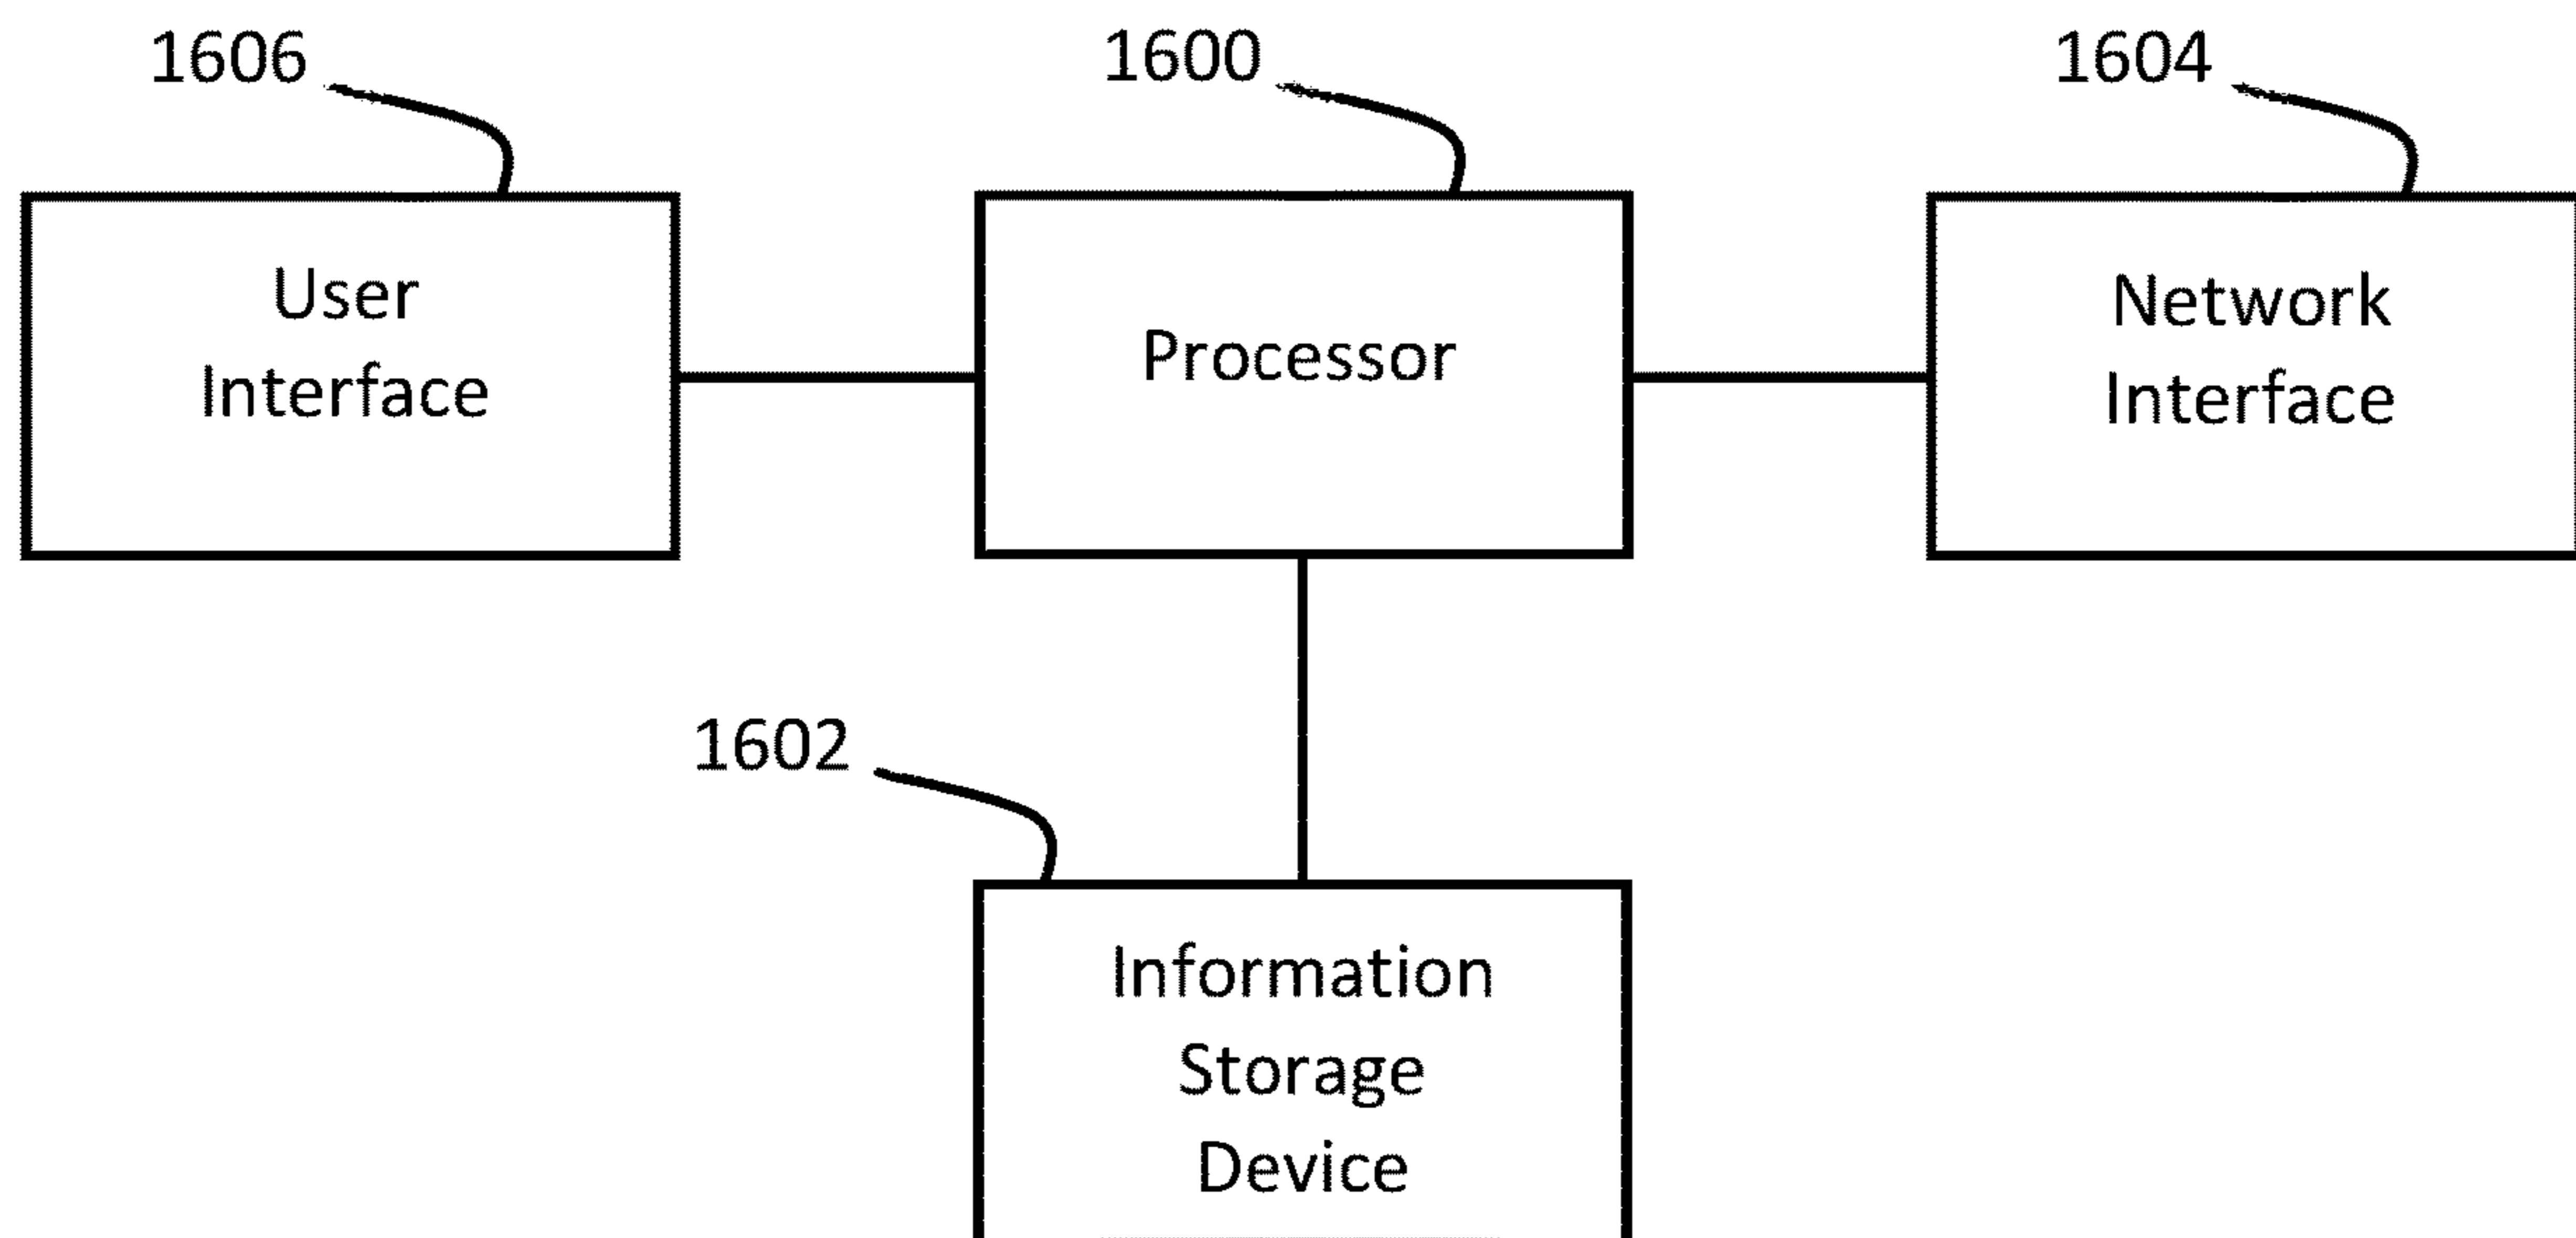 1606
1600
1604
User
Interface
Processor
Network
Interface
1602
Information
Storage
Device